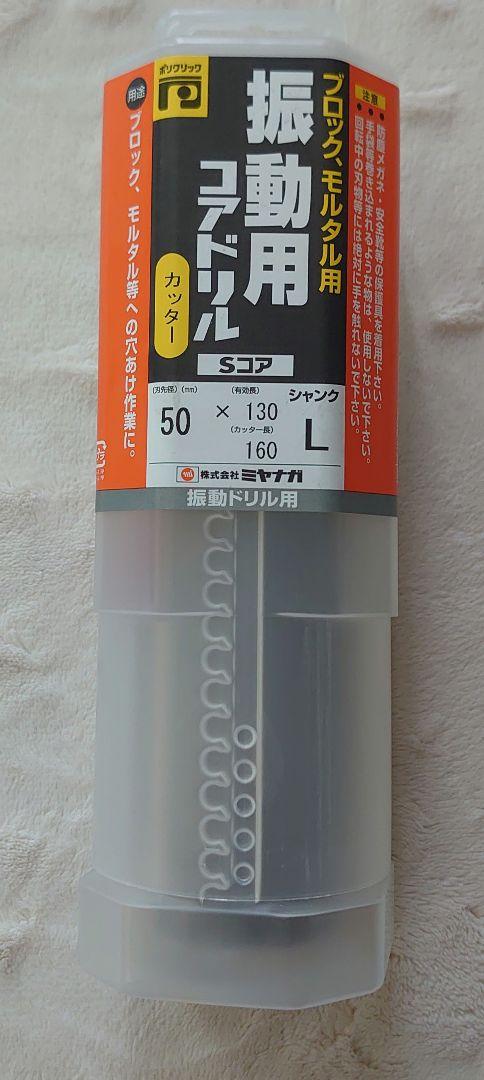 ポリクリック
ブロック、モルタル用
振動用
コアドリル
カッター
Sコア
(刃先径) (mm)
50
×
(有効長)
130
(カッター長)
160
シャンク
L
株式会社 ミヤナガ
振動ドリル用
用途
ブロック、モルタル等への穴あけ作業に。
注意
● 防塵メガネ・安全靴等の保護具を着用下さい。
● 手袋等巻き込まれるような物は、使用しないで下さい。
● 回転中の刃物等には絶対に手を触れないで下さい。